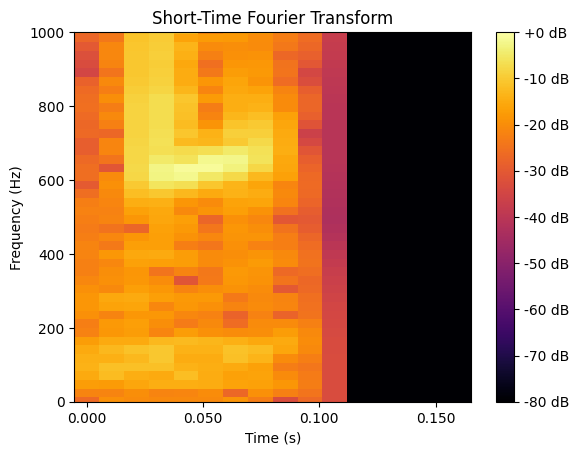 Short-Time Fourier Transform
1000
800
600
400
200
0
Frequency (Hz)
0.000
0.050
0.100
0.150
Time (s)
+0 dB
-10 dB
-20 dB
-30 dB
-40 dB
-50 dB
-60 dB
-70 dB
-80 dB